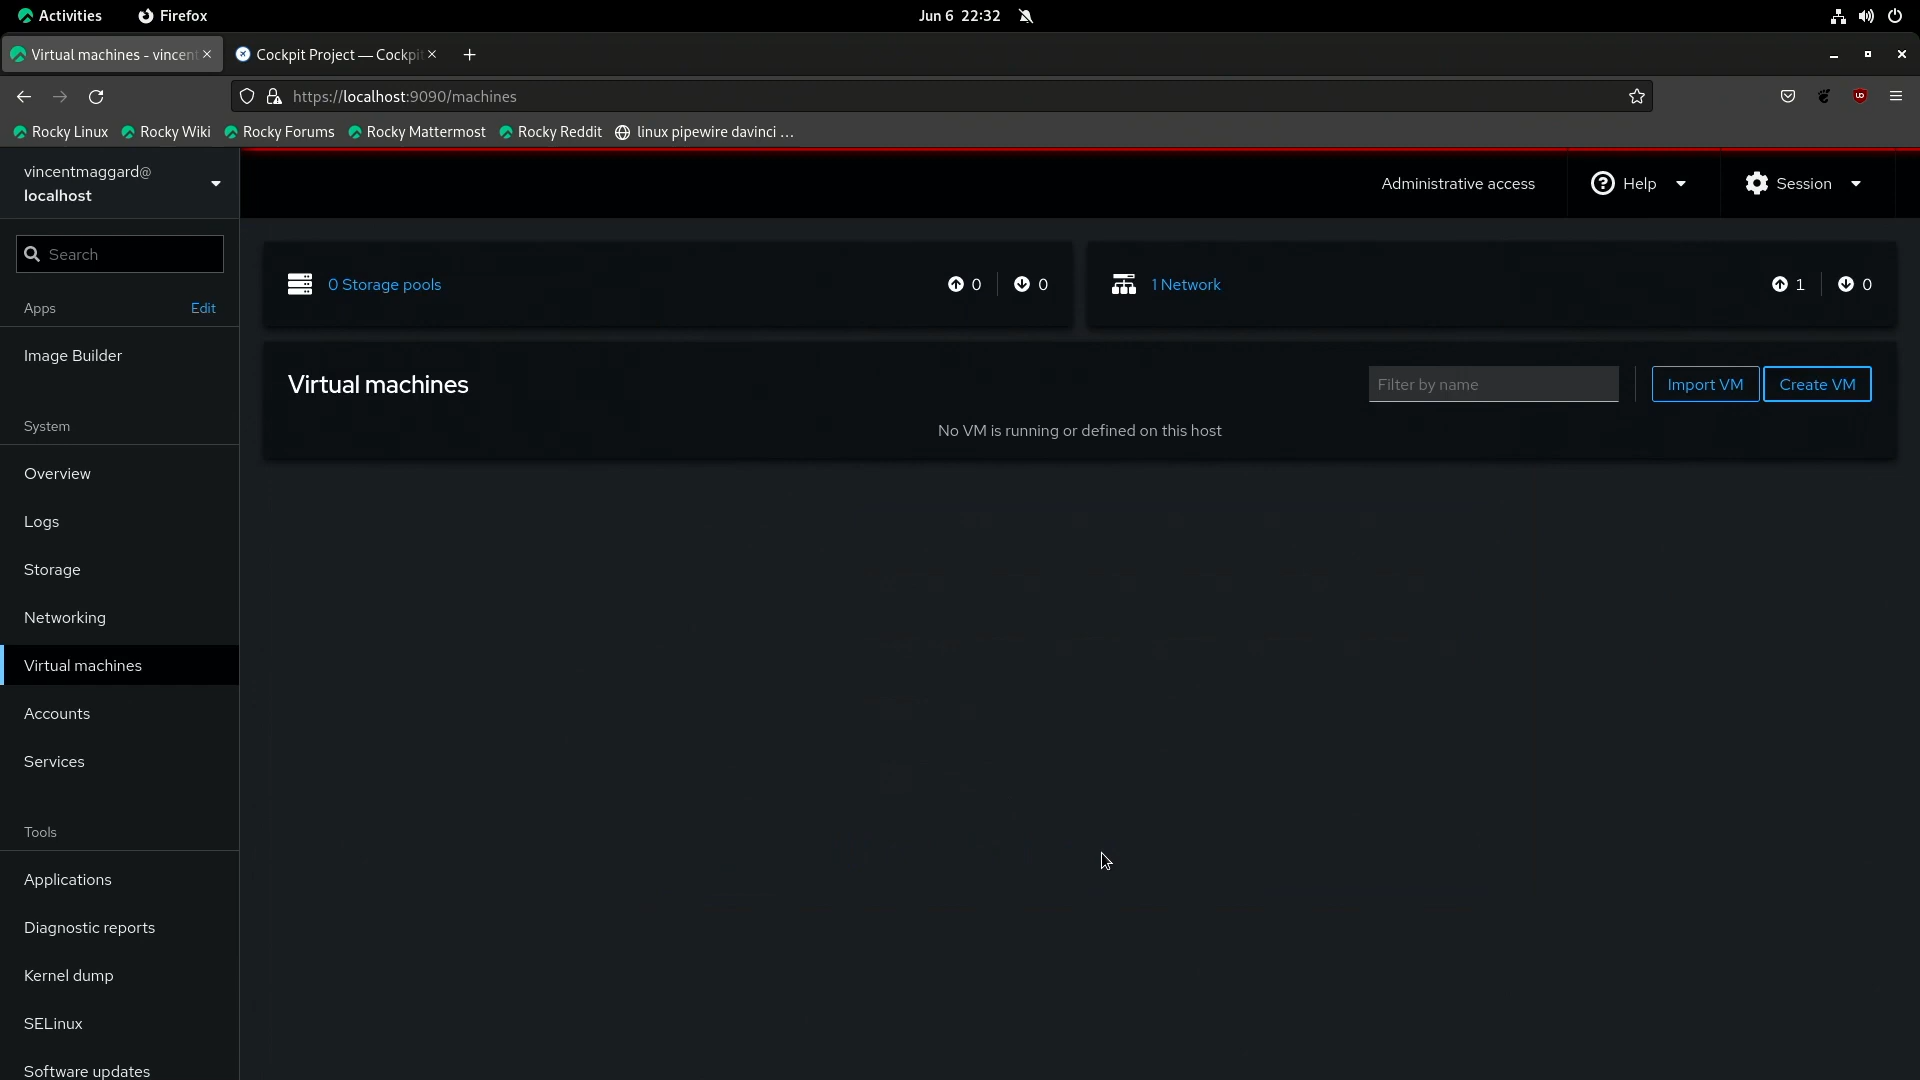 Activities Firefox Jun 6 22:32
Virtual machines - vincen Cockpit Project — Cockpit
https://localhost:9090/machines
Rocky Linux Rocky Wiki Rocky Forums Rocky Mattermost Rocky Reddit linux pipewire davinci ...
vincentmaggard@
localhost
Administrative access Help Session
Search
0 Storage pools 0 0 1 Network 1 0
Apps Edit
Image Builder
Virtual machines Filter by name Import VM Create VM
No VM is running or defined on this host
System
Overview
Logs
Storage
Networking
Virtual machines
Accounts
Services
Tools
Applications
Diagnostic reports
Kernel dump
SELinux
Software updates